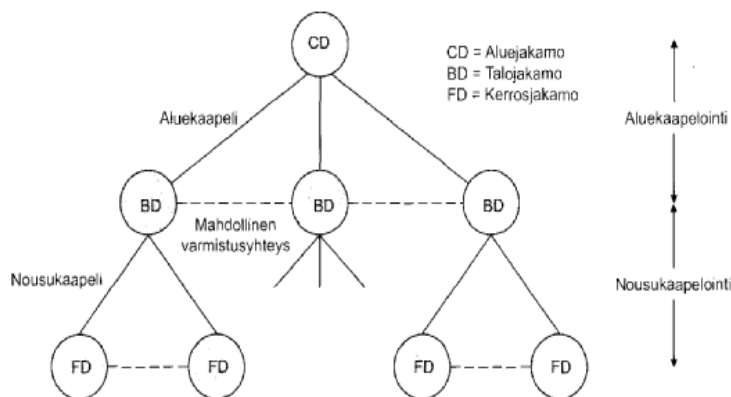 CD
CD = Aluejakamo
BD = Talojakamo
FD = Kerrosjakamo
Aluekaapeli
Aluekaapelointi
BD
BD
BD
Mahdollinen
varmistusyhteys
Nousukaapeli
Nousukaapelointi
FD
FD
FD
FD